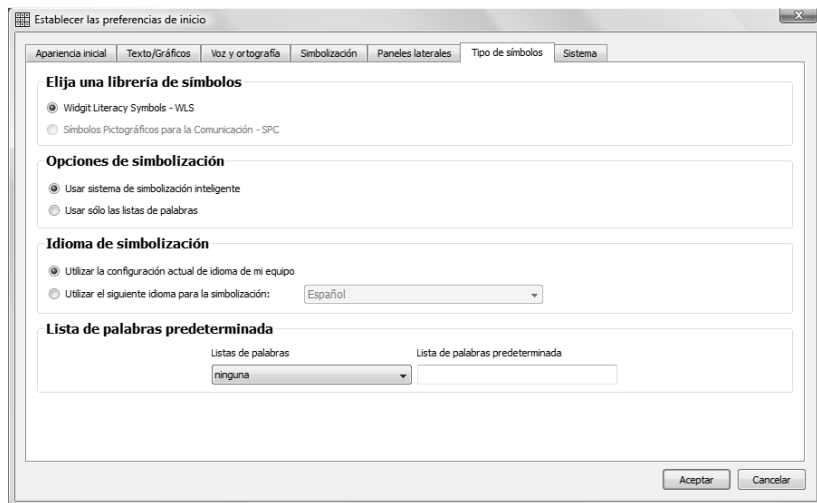 Establecer las preferencias de inicio
Apariencia inicial Texto/Gráficos Voz y ortografía Simbolización Paneles laterales Tipo de símbolos Sistema
Elija una librería de símbolos
Widgit Literacy Symbols - WLS
Símbolos Pictográficos para la Comunicación - SPC
Opciones de simbolización
Usar sistema de simbolización inteligente
Usar sólo las listas de palabras
Idioma de simbolización
Utilizar la configuración actual de idioma de mi equipo
Utilizar el siguiente idioma para la simbolización: Español
Lista de palabras predeterminada
Listas de palabras Lista de palabras predeterminada
ninguna
Aceptar Cancelar